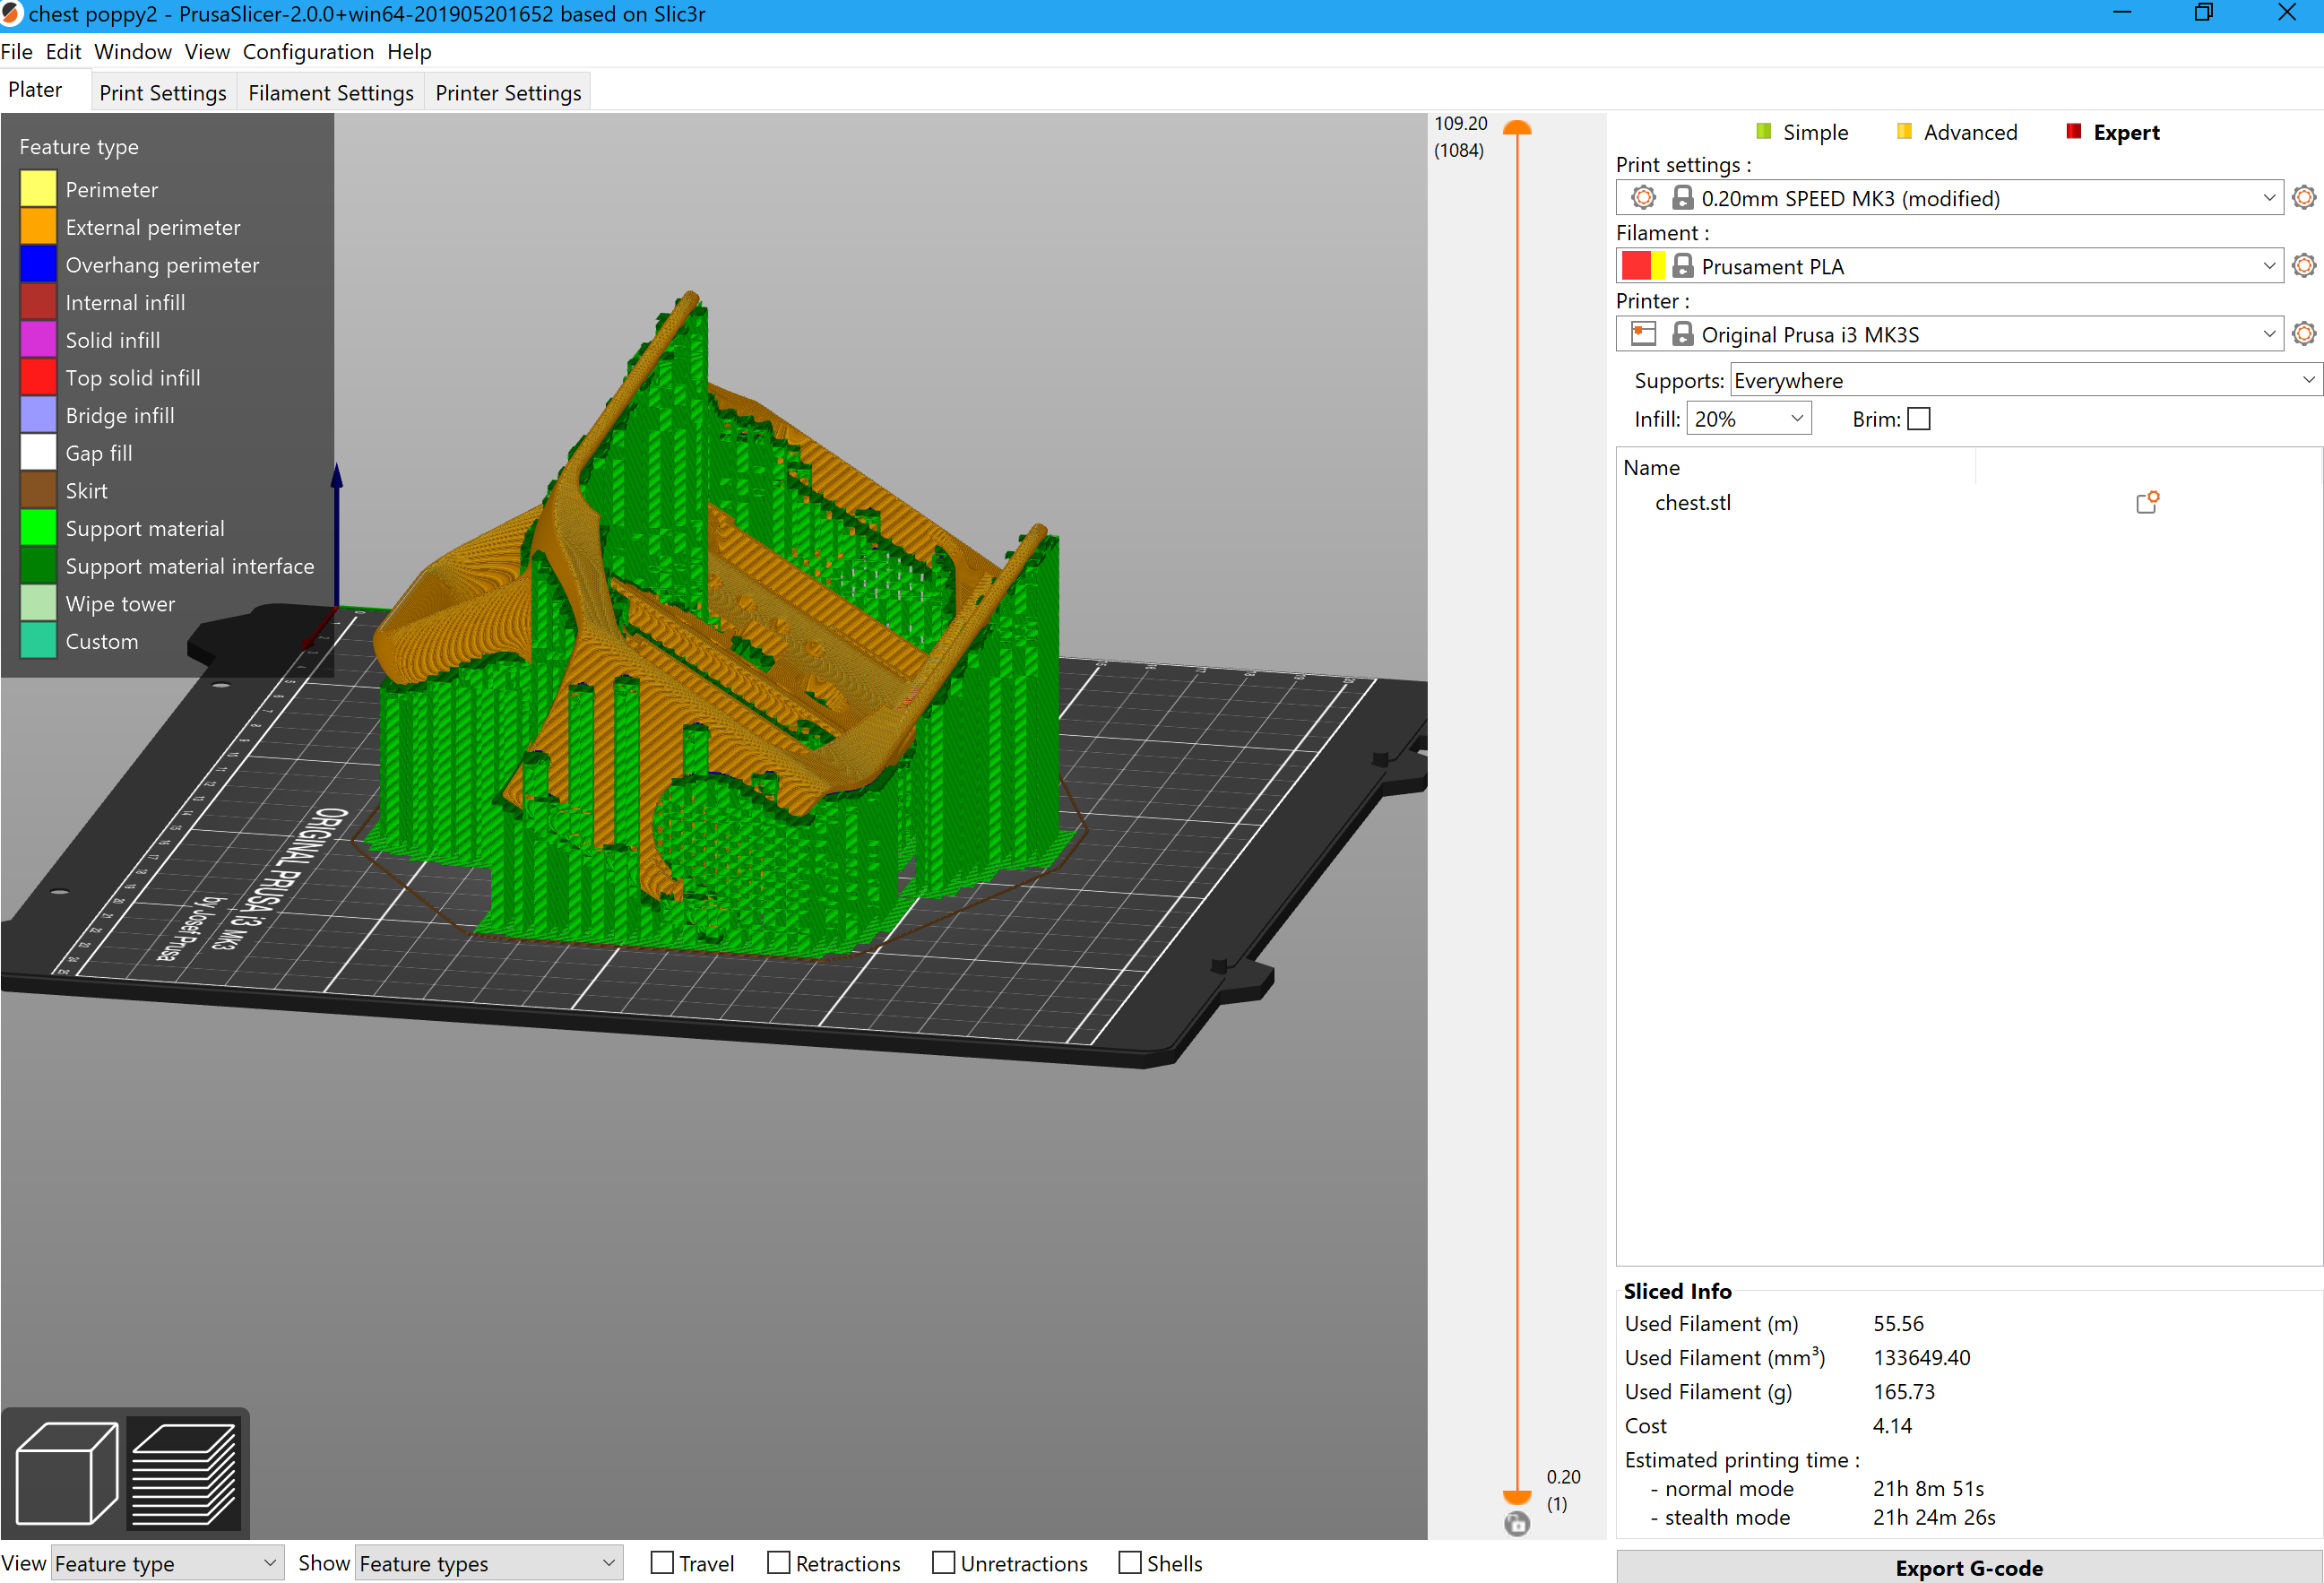 chest poppy2 - PrusaSlicer-2.0.0+win64-201905201652 based on Slic3r
File Edit Window View Configuration Help
Plater Print Settings Filament Settings Printer Settings
Feature type
Perimeter
External perimeter
Overhang perimeter
Internal infill
Solid infill
Top solid infill
Bridge infill
Gap fill
Skirt
Support material
Support material interface
Wipe tower
Custom
ORIGINAL PRUSA i3 MK3
by Josef Prusa
109.20
(1084)
0.20
(1)
Simple Advanced Expert
Print settings :
0.20mm SPEED MK3 (modified)
Filament :
Prusament PLA
Printer :
Original Prusa i3 MK3S
Supports: Everywhere
Infill: 20% Brim:
Name
chest.stl
Sliced Info
Used Filament (m) 55.56
Used Filament (mm³) 133649.40
Used Filament (g) 165.73
Cost 4.14
Estimated printing time :
- normal mode 21h 8m 51s
- stealth mode 21h 24m 26s
View Feature type Show Feature types Travel Retractions Unretractions Shells
Export G-code